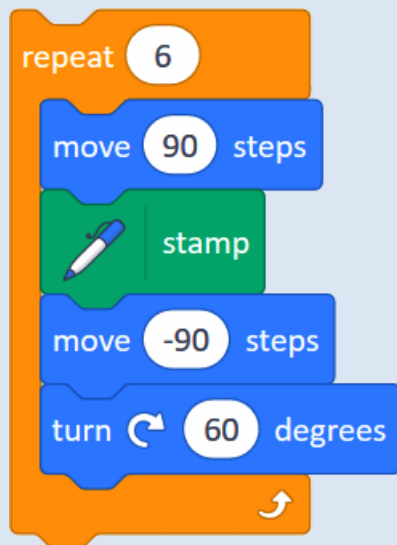 repeat 6
move 90 steps
stamp
move -90 steps
turn 60 degrees